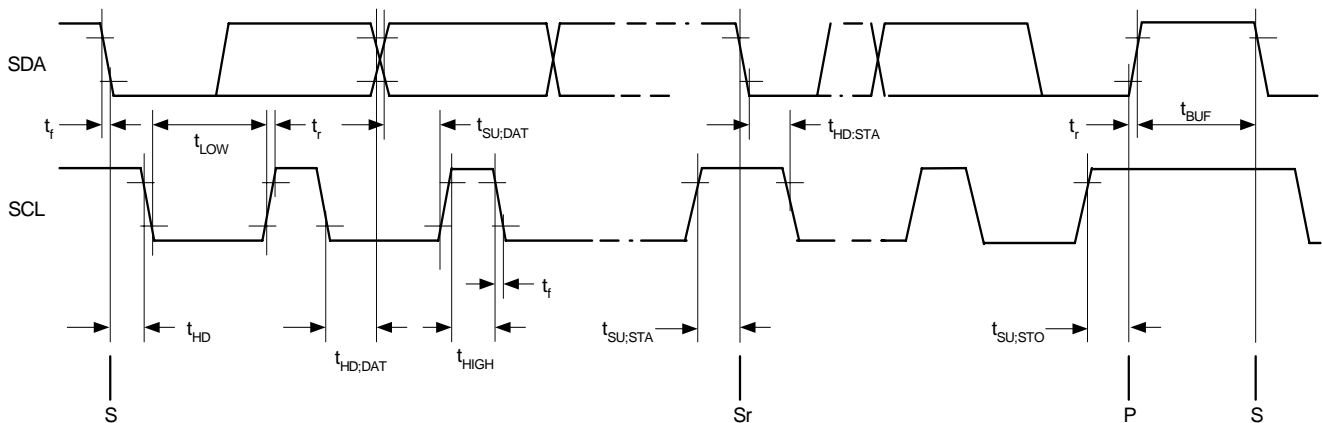 SDA
t_f
t_LOW
t_r
t_SU;DAT
t_HD:STA
t_r
t_BUF
SCL
t_f
t_HD
t_HD;DAT
t_HIGH
t_SU;STA
t_SU;STO
S
Sr
P
S